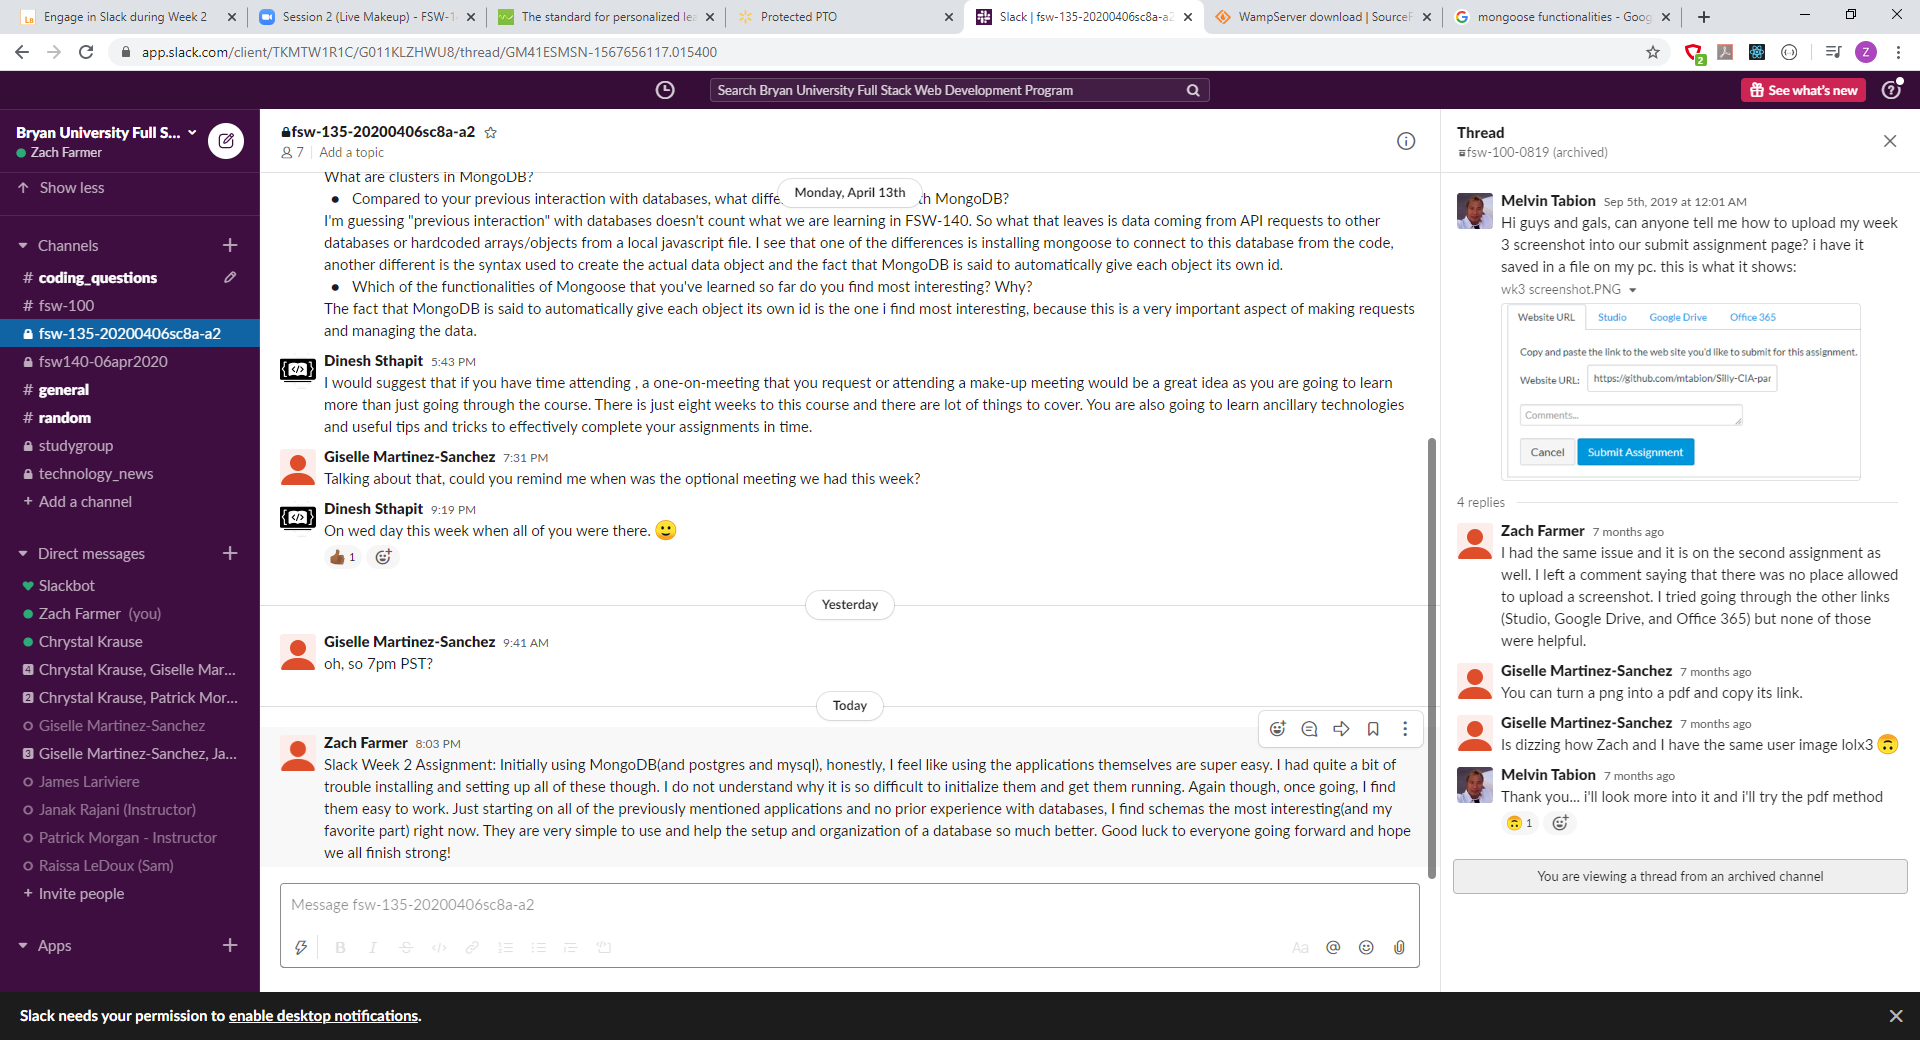 Engage in Slack during Week 2
Session 2 (Live Makeup) - FSW-1
The standard for personalized lea
Protected PTO
Slack | fsw-135-20200406sc8a-a2
WampServer download | SourceF
mongoose functionalities - Goog
app.slack.com/client/TKMTW1R1C/G011KLZHWU8/thread/GM41ESMSN-1567656117.015400
2
Z
Search Bryan University Full Stack Web Development Program
See what's new
Bryan University Full S...
Zach Farmer
Show less
Channels
# coding_questions
# fsw-100
fsw-135-20200406sc8a-a2
fsw140-06apr2020
# general
# random
studygroup
technology_news
+ Add a channel
Direct messages
Slackbot
Zach Farmer (you)
Chrystal Krause
4 Chrystal Krause, Giselle Mar...
2 Chrystal Krause, Patrick Mor...
Giselle Martinez-Sanchez
3 Giselle Martinez-Sanchez, Ja...
James Lariviere
Janak Rajani (Instructor)
Patrick Morgan - Instructor
Raissa LeDoux (Sam)
+ Invite people
Apps
fsw-135-20200406sc8a-a2
7 | Add a topic
What are clusters in MongoDB?
Monday, April 13th
• Compared to your previous interaction with databases, what diffe th MongoDB?
I'm guessing "previous interaction" with databases doesn't count what we are learning in FSW-140. So what that leaves is data coming from API requests to other
databases or hardcoded arrays/objects from a local javascript file. I see that one of the differences is installing mongoose to connect to this database from the code,
another different is the syntax used to create the actual data object and the fact that MongoDB is said to automatically give each object its own id.
• Which of the functionalities of Mongoose that you've learned so far do you find most interesting? Why?
The fact that MongoDB is said to automatically give each object its own id is the one i find most interesting, because this is a very important aspect of making requests
and managing the data.
Dinesh Sthapit 5:43 PM
I would suggest that if you have time attending , a one-on-meeting that you request or attending a make-up meeting would be a great idea as you are going to learn
more than just going through the course. There is just eight weeks to this course and there are lot of things to cover. You are also going to learn ancillary technologies
and useful tips and tricks to effectively complete your assignments in time.
Giselle Martinez-Sanchez 7:31 PM
Talking about that, could you remind me when was the optional meeting we had this week?
Dinesh Sthapit 9:19 PM
On wed day this week when all of you were there. 🙂
1
Yesterday
Giselle Martinez-Sanchez 9:41 AM
oh, so 7pm PST?
Today
Zach Farmer 8:03 PM
Slack Week 2 Assignment: Initially using MongoDB(and postgres and mysql), honestly, I feel like using the applications themselves are super easy. I had quite a bit of
trouble installing and setting up all of these though. I do not understand why it is so difficult to initialize them and get them running. Again though, once going, I find
them easy to work. Just starting on all of the previously mentioned applications and no prior experience with databases, I find schemas the most interesting(and my
favorite part) right now. They are very simple to use and help the setup and organization of a database so much better. Good luck to everyone going forward and hope
we all finish strong!
Message fsw-135-20200406sc8a-a2
B I S </> Aa @
Thread
fsw-100-0819 (archived)
Melvin Tabion Sep 5th, 2019 at 12:01 AM
Hi guys and gals, can anyone tell me how to upload my week
3 screenshot into our submit assignment page? i have it
saved in a file on my pc. this is what it shows:
wk3 screenshot.PNG
Website URL Studio Google Drive Office 365
Copy and paste the link to the web site you'd like to submit for this assignment.
Website URL: https://github.com/mtabion/Silly-CIA-par
Comments...
Cancel Submit Assignment
4 replies
Zach Farmer 7 months ago
I had the same issue and it is on the second assignment as
well. I left a comment saying that there was no place allowed
to upload a screenshot. I tried going through the other links
(Studio, Google Drive, and Office 365) but none of those
were helpful.
Giselle Martinez-Sanchez 7 months ago
You can turn a png into a pdf and copy its link.
Giselle Martinez-Sanchez 7 months ago
Is dizzing how Zach and I have the same user image lolx3 🙃
Melvin Tabion 7 months ago
Thank you... i'll look more into it and i'll try the pdf method
🙃 1
You are viewing a thread from an archived channel
Slack needs your permission to enable desktop notifications.